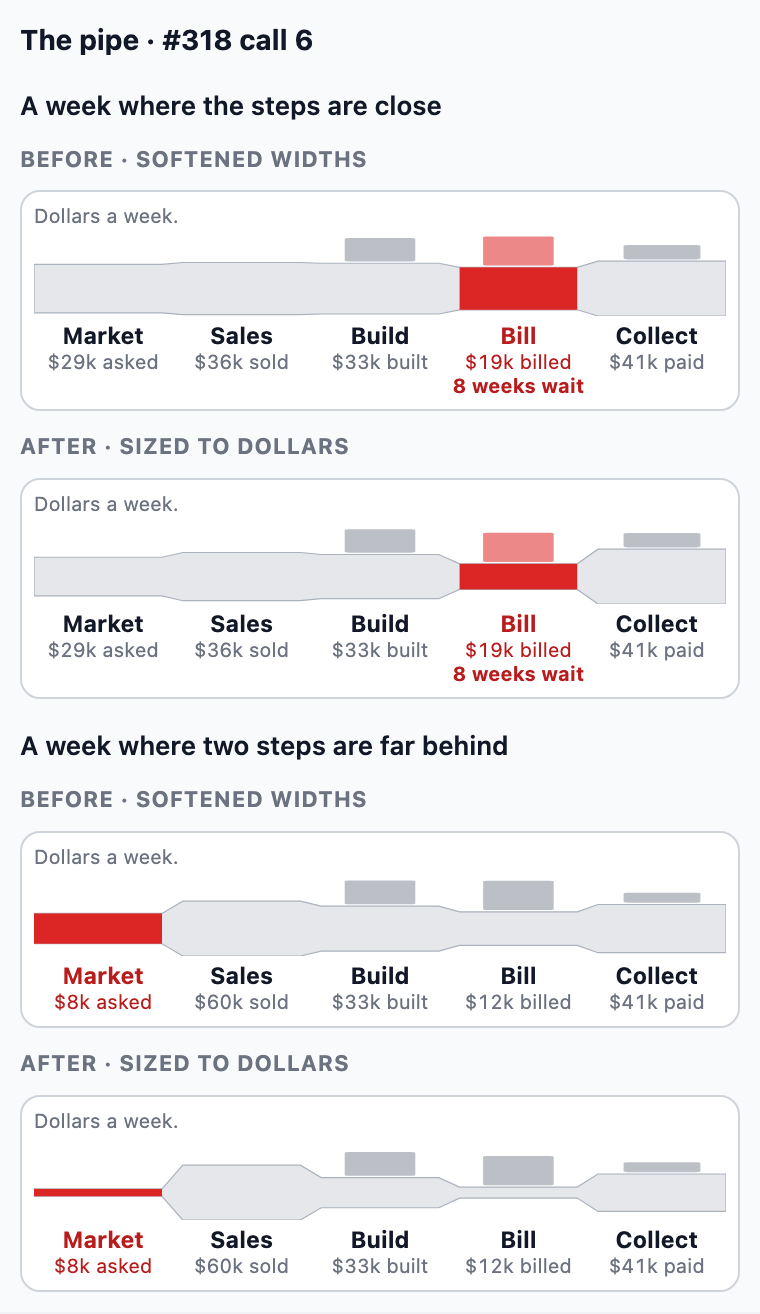 The pipe · #318 call 6
A week where the steps are close
BEFORE · SOFTENED WIDTHS
Dollars a week.
Market Sales Build Bill Collect
$29k asked $36k sold $33k built $19k billed $41k paid
8 weeks wait
AFTER · SIZED TO DOLLARS
Dollars a week.
Market Sales Build Bill Collect
$29k asked $36k sold $33k built $19k billed $41k paid
8 weeks wait
A week where two steps are far behind
BEFORE · SOFTENED WIDTHS
Dollars a week.
Market Sales Build Bill Collect
$8k asked $60k sold $33k built $12k billed $41k paid
AFTER · SIZED TO DOLLARS
Dollars a week.
Market Sales Build Bill Collect
$8k asked $60k sold $33k built $12k billed $41k paid